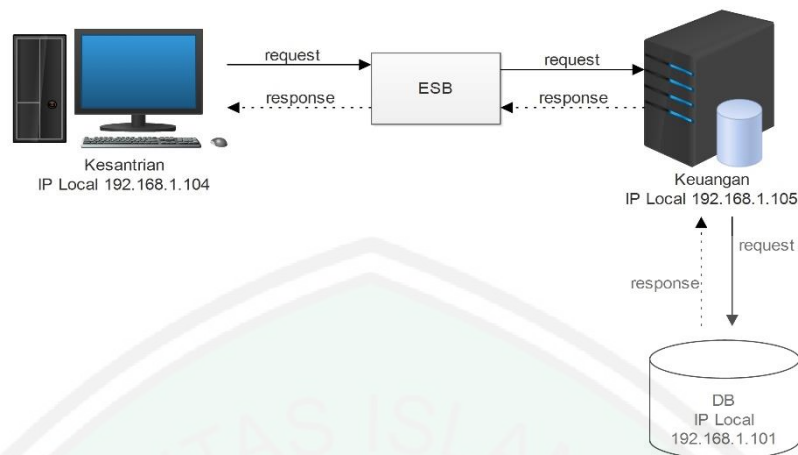 request
request
ESB
response
response
Kesantrian
IP Local 192.168.1.104
Keuangan
IP Local 192.168.1.105
request
response
DB
IP Local
192.168.1.101